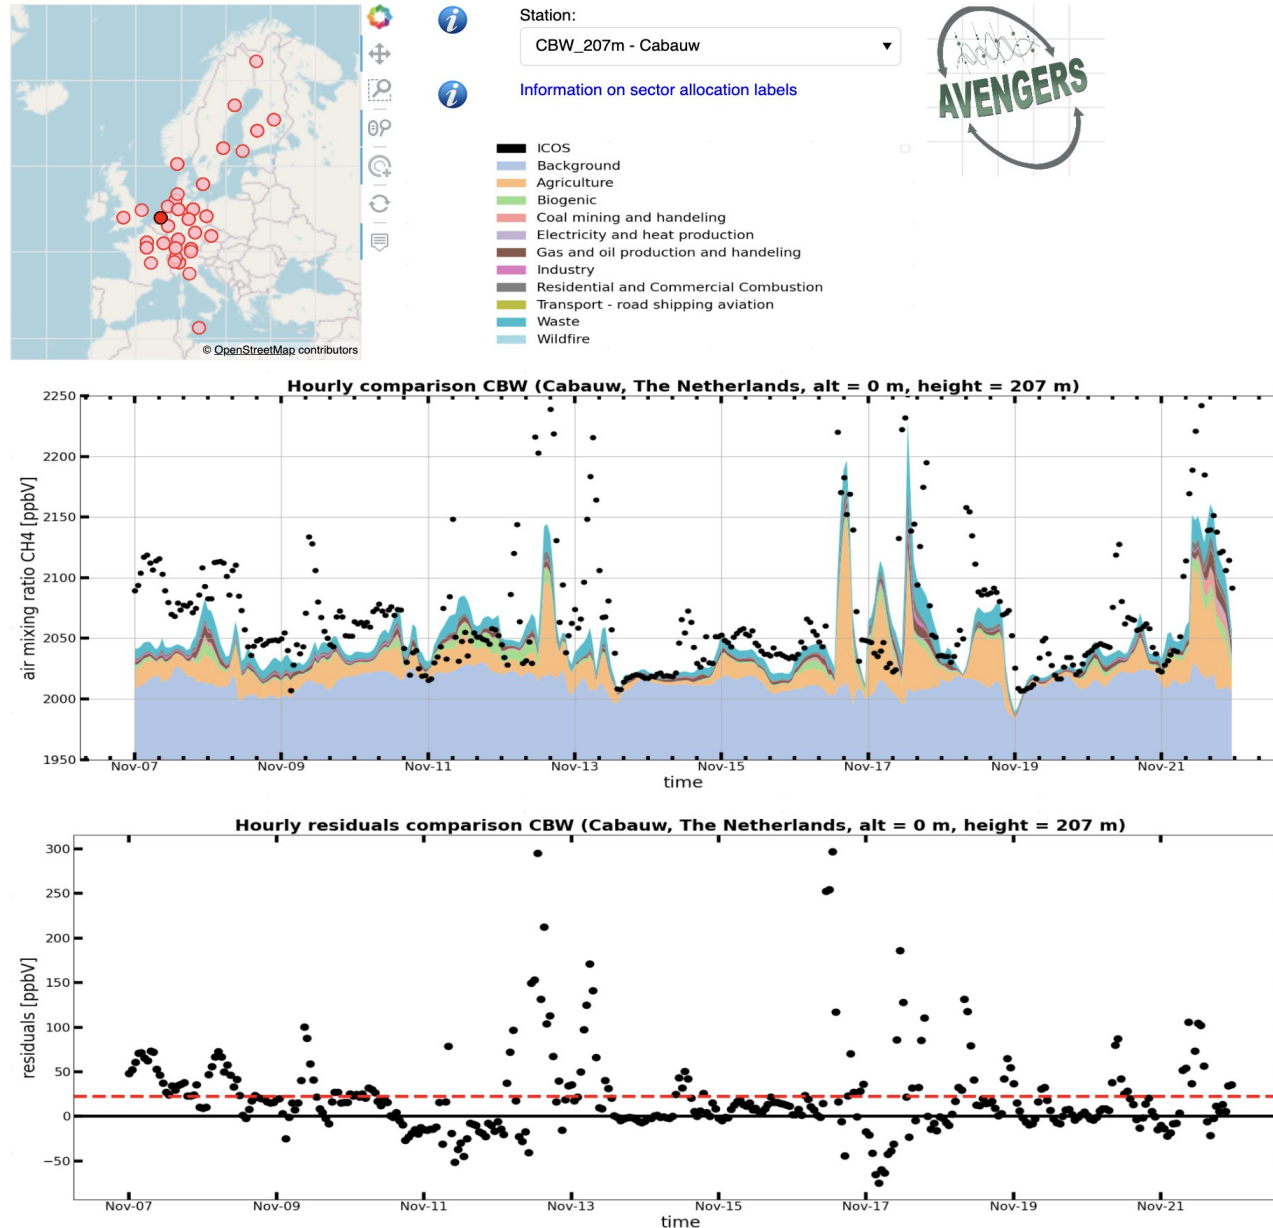 Station:
CBW_207m - Cabauw
Information on sector allocation labels
AVENGERS
© OpenStreetMap contributors
ICOS
Background
Agriculture
Biogenic
Coal mining and handeling
Electricity and heat production
Gas and oil production and handeling
Industry
Residential and Commercial Combustion
Transport - road shipping aviation
Waste
Wildfire
Hourly comparison CBW (Cabauw, The Netherlands, alt = 0 m, height = 207 m)
air mixing ratio CH4 [ppbV]
2250
2200
2150
2100
2050
2000
1950
Nov-07 Nov-09 Nov-11 Nov-13 Nov-15 Nov-17 Nov-19 Nov-21
time
Hourly residuals comparison CBW (Cabauw, The Netherlands, alt = 0 m, height = 207 m)
residuals [ppbV]
300
250
200
150
100
50
0
−50
Nov-07 Nov-09 Nov-11 Nov-13 Nov-15 Nov-17 Nov-19 Nov-21
time